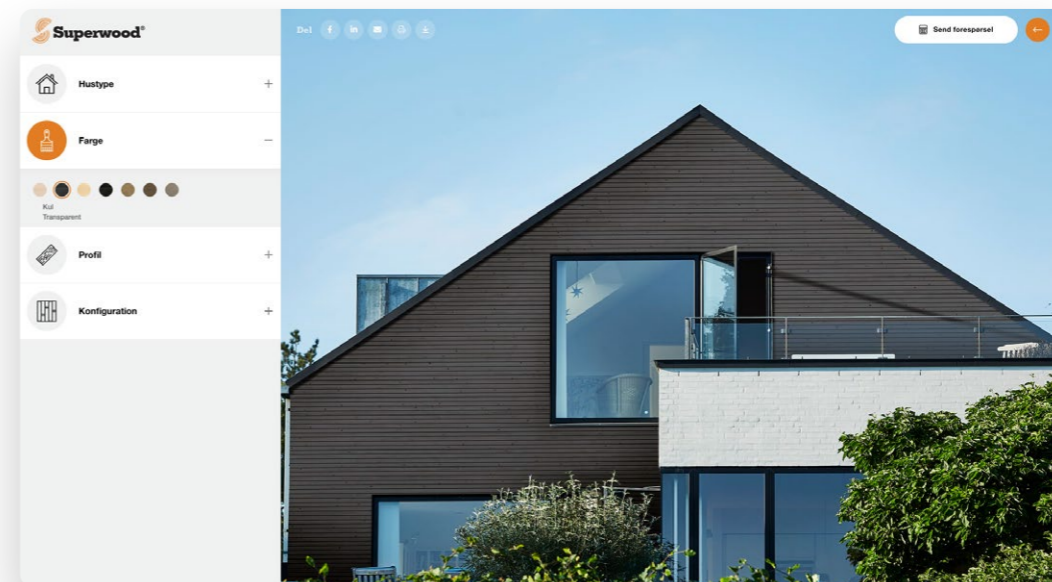 Superwood®
Hustype
Farge
Kul
Transparent
Profil
Konfiguration
Del
Send forespørsel